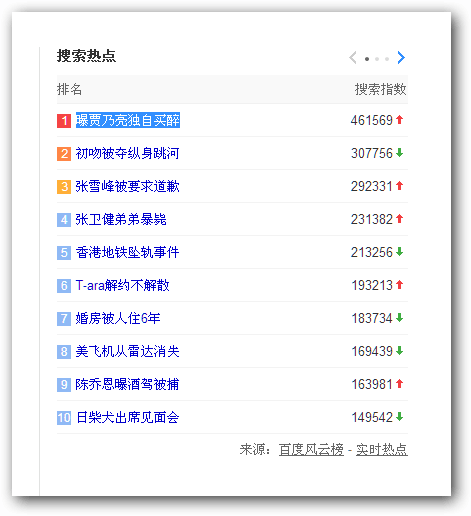 搜索热点
排名 搜索指数
1 曝贾乃亮独自买醉 461569
2 初吻被夺纵身跳河 307756
3 张雪峰被要求道歉 292331
4 张卫健弟弟暴毙 231382
5 香港地铁坠轨事件 213256
6 T-ara解约不解散 193213
7 婚房被人住6年 183734
8 美飞机从雷达消失 169439
9 陈乔恩曝酒驾被捕 163981
10 日柴犬出席见面会 149542
来源：百度风云榜 - 实时热点